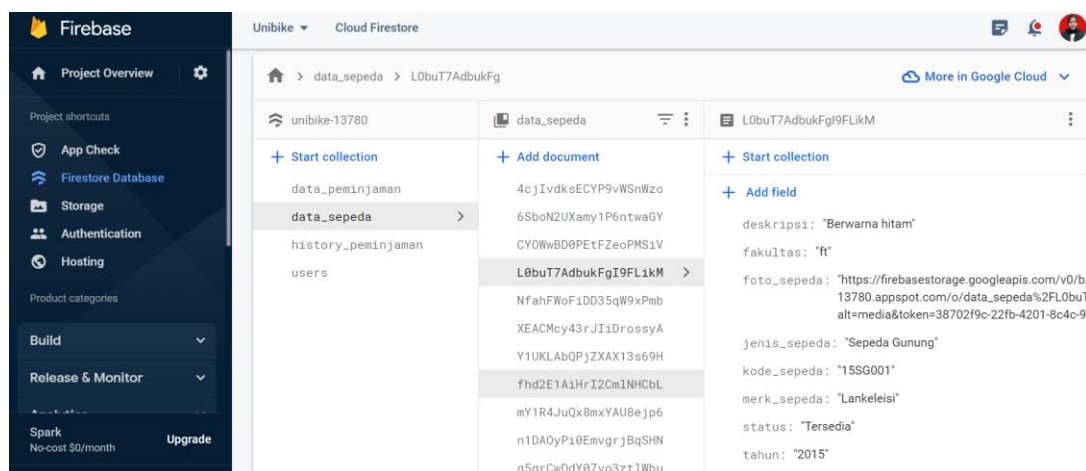 Firebase
Unibike
Cloud Firestore
Project Overview
Project shortcuts
App Check
Firestore Database
Storage
Authentication
Hosting
Product categories
Build
Release & Monitor
Spark
No-cost $0/month
Upgrade
> data_sepeda > L0buT7AdbukFg
More in Google Cloud
unibike-13780
+ Start collection
data_peminjaman
data_sepeda
history_peminjaman
users
data_sepeda
+ Add document
4cjIvdksECYP9vWSnWzo
6SboN2UXamy1P6ntwaGY
CYOWwBD0PEtFZeoPMSiV
L0buT7AdbukFgI9FLikM
NfahFWoFiDD35qW9xPmb
XEACMcy43rJIiDrossyA
Y1UKLAbQPjZXAX13s69H
fhd2E1AiHrI2CmlNHCbL
mY1R4JuQx8mxYAU8ejp6
n1DAOyPi0EmvgrjBqSHN
L0buT7AdbukFgI9FLikM
+ Start collection
+ Add field
deskripsi: "Berwarna hitam"
fakultas: "ft"
foto_sepeda: "https://firebasestorage.googleapis.com/v0/b/
13780.appspot.com/o/data_sepeda%2FL0buT
alt=media&token=38702f9c-22fb-4201-8c4c-9
jenis_sepeda: "Sepeda Gunung"
kode_sepeda: "15SG001"
merk_sepeda: "Lankeleisi"
status: "Tersedia"
tahun: "2015"